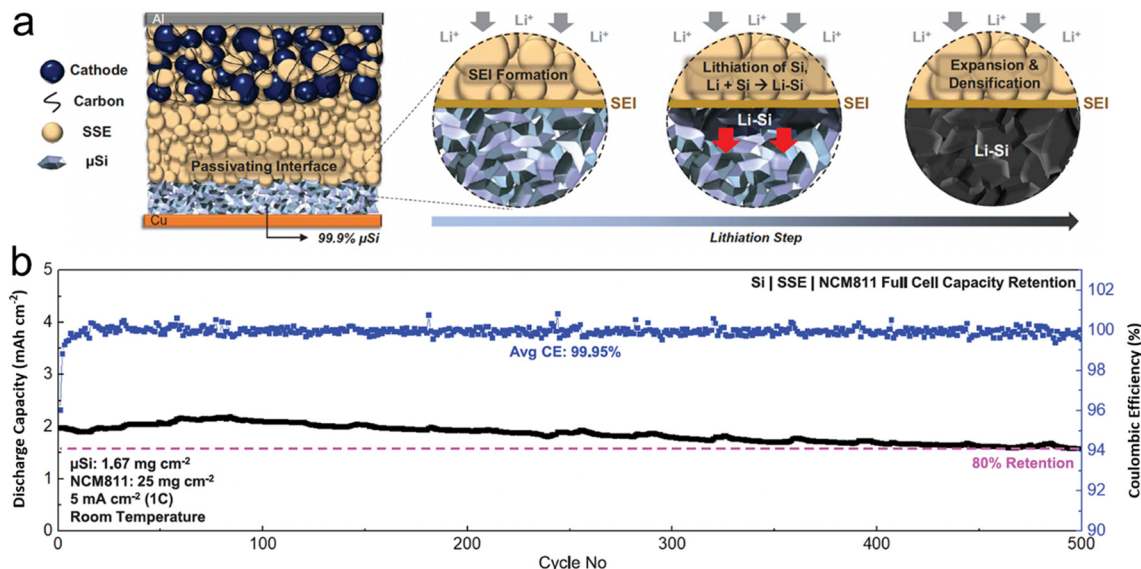 a
Al
Cathode
Carbon
SSE
μSi
Passivating Interface
Cu
99.9% μSi
Li⁺
Li⁺
Li⁺
SEI Formation
SEI
Li⁺
Li⁺
Li⁺
Lithiation of Si,
Li + Si → Li-Si
SEI
Li-Si
Li⁺
Li⁺
Li⁺
Expansion &
Densification
SEI
Li-Si
Lithiation Step
b
Si | SSE | NCM811 Full Cell Capacity Retention
Avg CE: 99.95%
80% Retention
μSi: 1.67 mg cm⁻²
NCM811: 25 mg cm⁻²
5 mA cm⁻² (1C)
Room Temperature
Discharge Capacity (mAh cm⁻²)
5
4
3
2
1
0
Coulombic Efficiency (%)
102
100
98
96
94
92
90
0 100 200 300 400 500
Cycle No